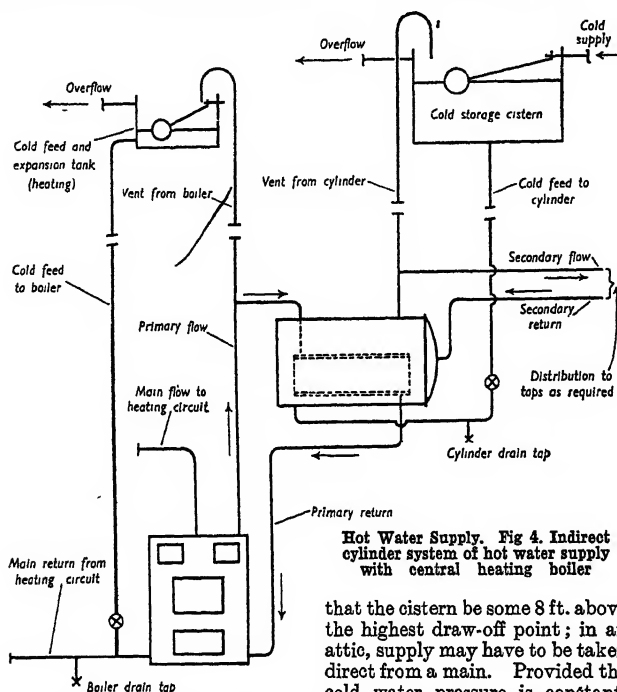 Overflow
Cold
supply
Overflow
Cold storage cistern
Cold feed and
expansion tank
(heating)
Vent from boiler
Vent from cylinder
Cold feed to
cylinder
Cold feed
to boiler
Secondary flow
Secondary
return
Primary flow
Distribution to
taps as required
Main flow to
heating circuit
Cylinder drain tap
Primary return
Main return from
heating circuit
Boiler drain tap
Hot Water Supply. Fig 4. Indirect
cylinder system of hot water supply
with central heating boiler
that the cistern be some 8 ft. above
the highest draw-off point; in
attic, supply may have to be taken
direct from a main. Provided
cold water pressure is constant